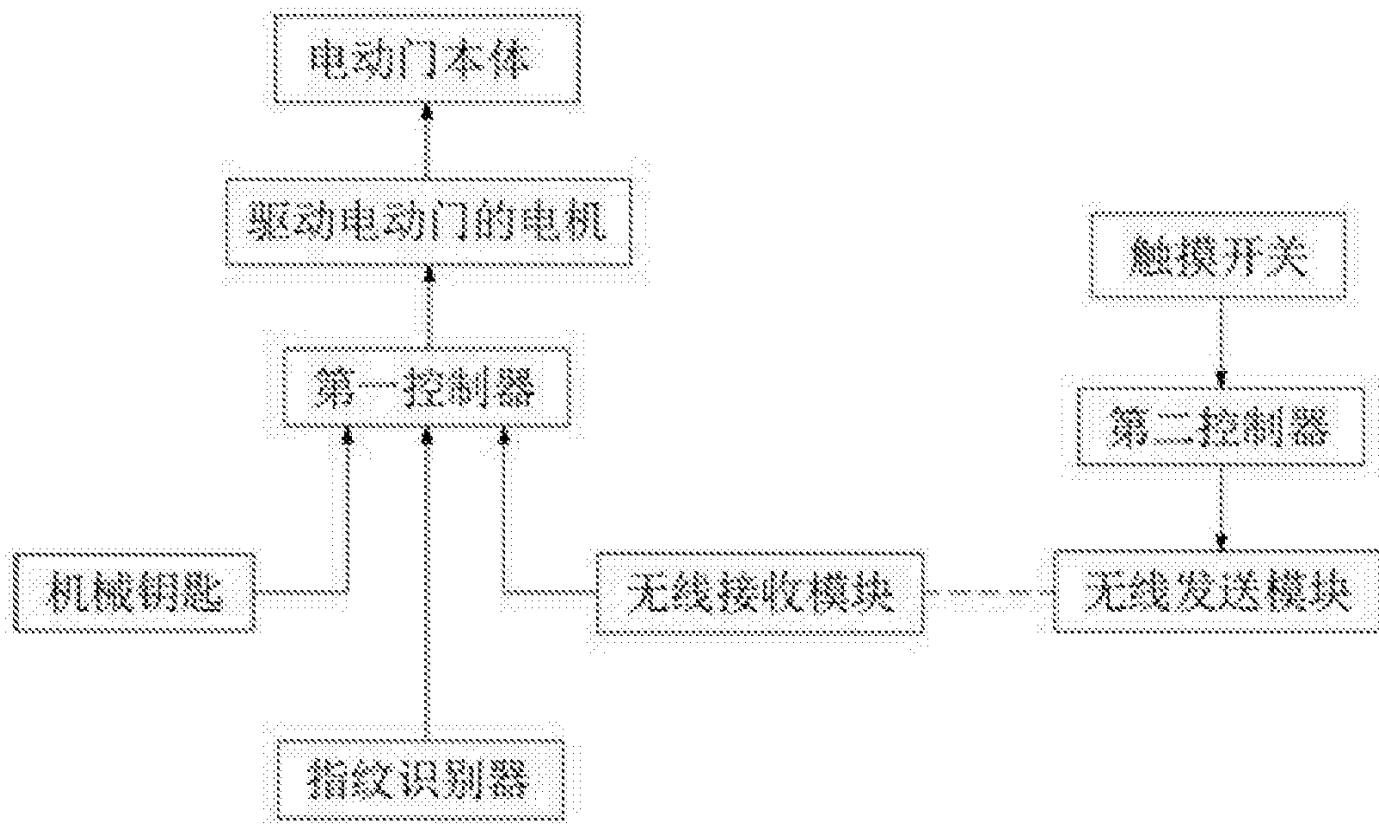 电动门本体
驱动电动门的电机
触摸开关
第一控制器
第二控制器
机械钥匙
无线接收模块
无线发送模块
指纹识别器